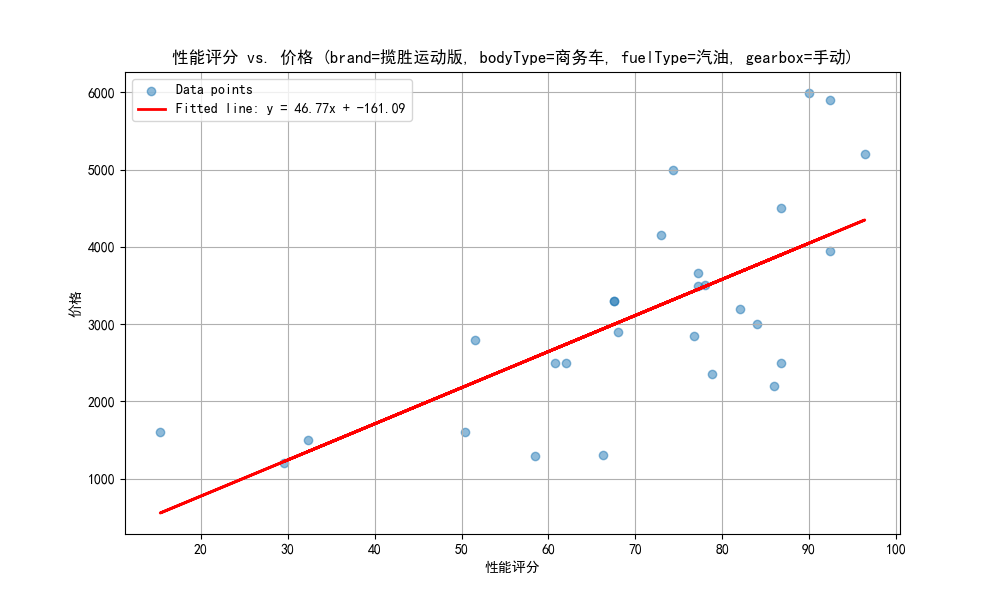 性能评分 vs. 价格 (brand=揽胜运动版, bodyType=商务车, fuelType=汽油, gearbox=手动)
Data points
Fitted line: y = 46.77x + -161.09
6000
5000
4000
3000
2000
1000
价格
20 30 40 50 60 70 80 90 100
性能评分